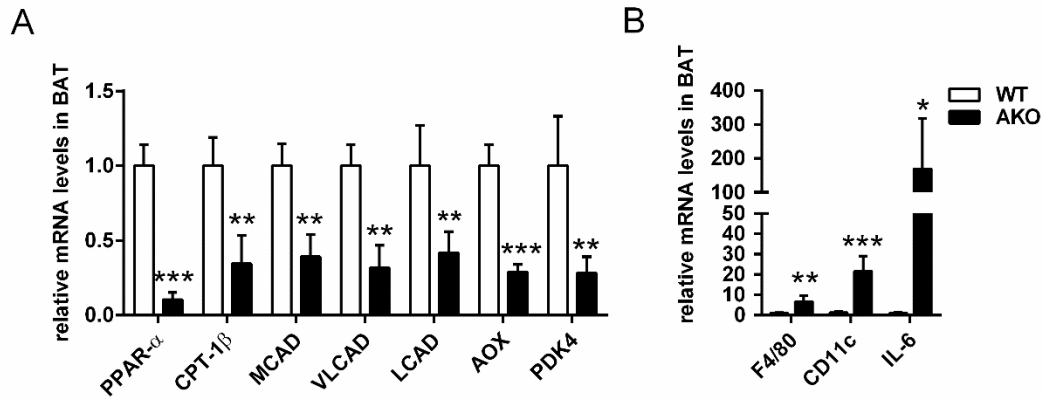 A
relative mRNA levels in BAT
1.5
1.0
0.5
0.0
***
**
**
**
**
***
**
PPAR-α
CPT-1β
MCAD
VLCAD
LCAD
AOX
PDK4
B
relative mRNA levels in BAT
400
300
200
100
50
40
30
20
10
0
**
***
*
F4/80
CD11c
IL-6
WT
AKO